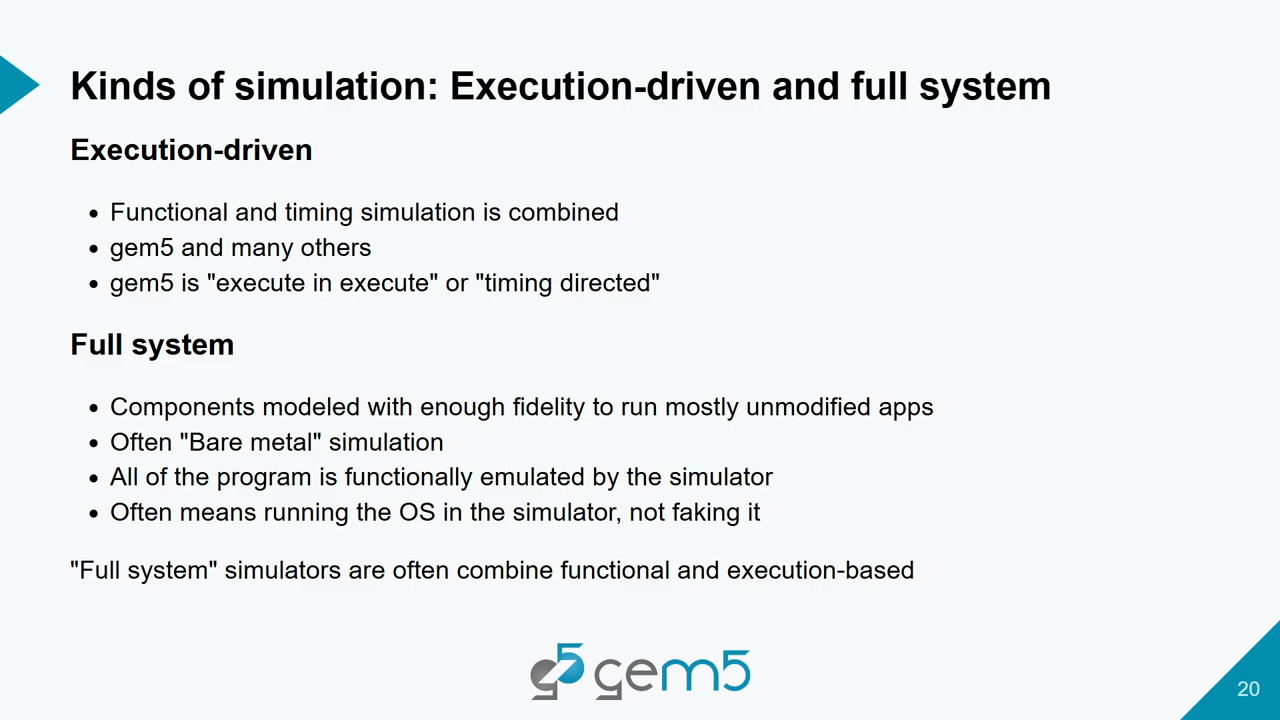 Kinds of simulation: Execution-driven and full system
Execution-driven
• Functional and timing simulation is combined
• gem5 and many others
• gem5 is "execute in execute" or "timing directed"
Full system
• Components modeled with enough fidelity to run mostly unmodified apps
• Often "Bare metal" simulation
• All of the program is functionally emulated by the simulator
• Often means running the OS in the simulator, not faking it
"Full system" simulators are often combine functional and execution-based
g5 gem5
20